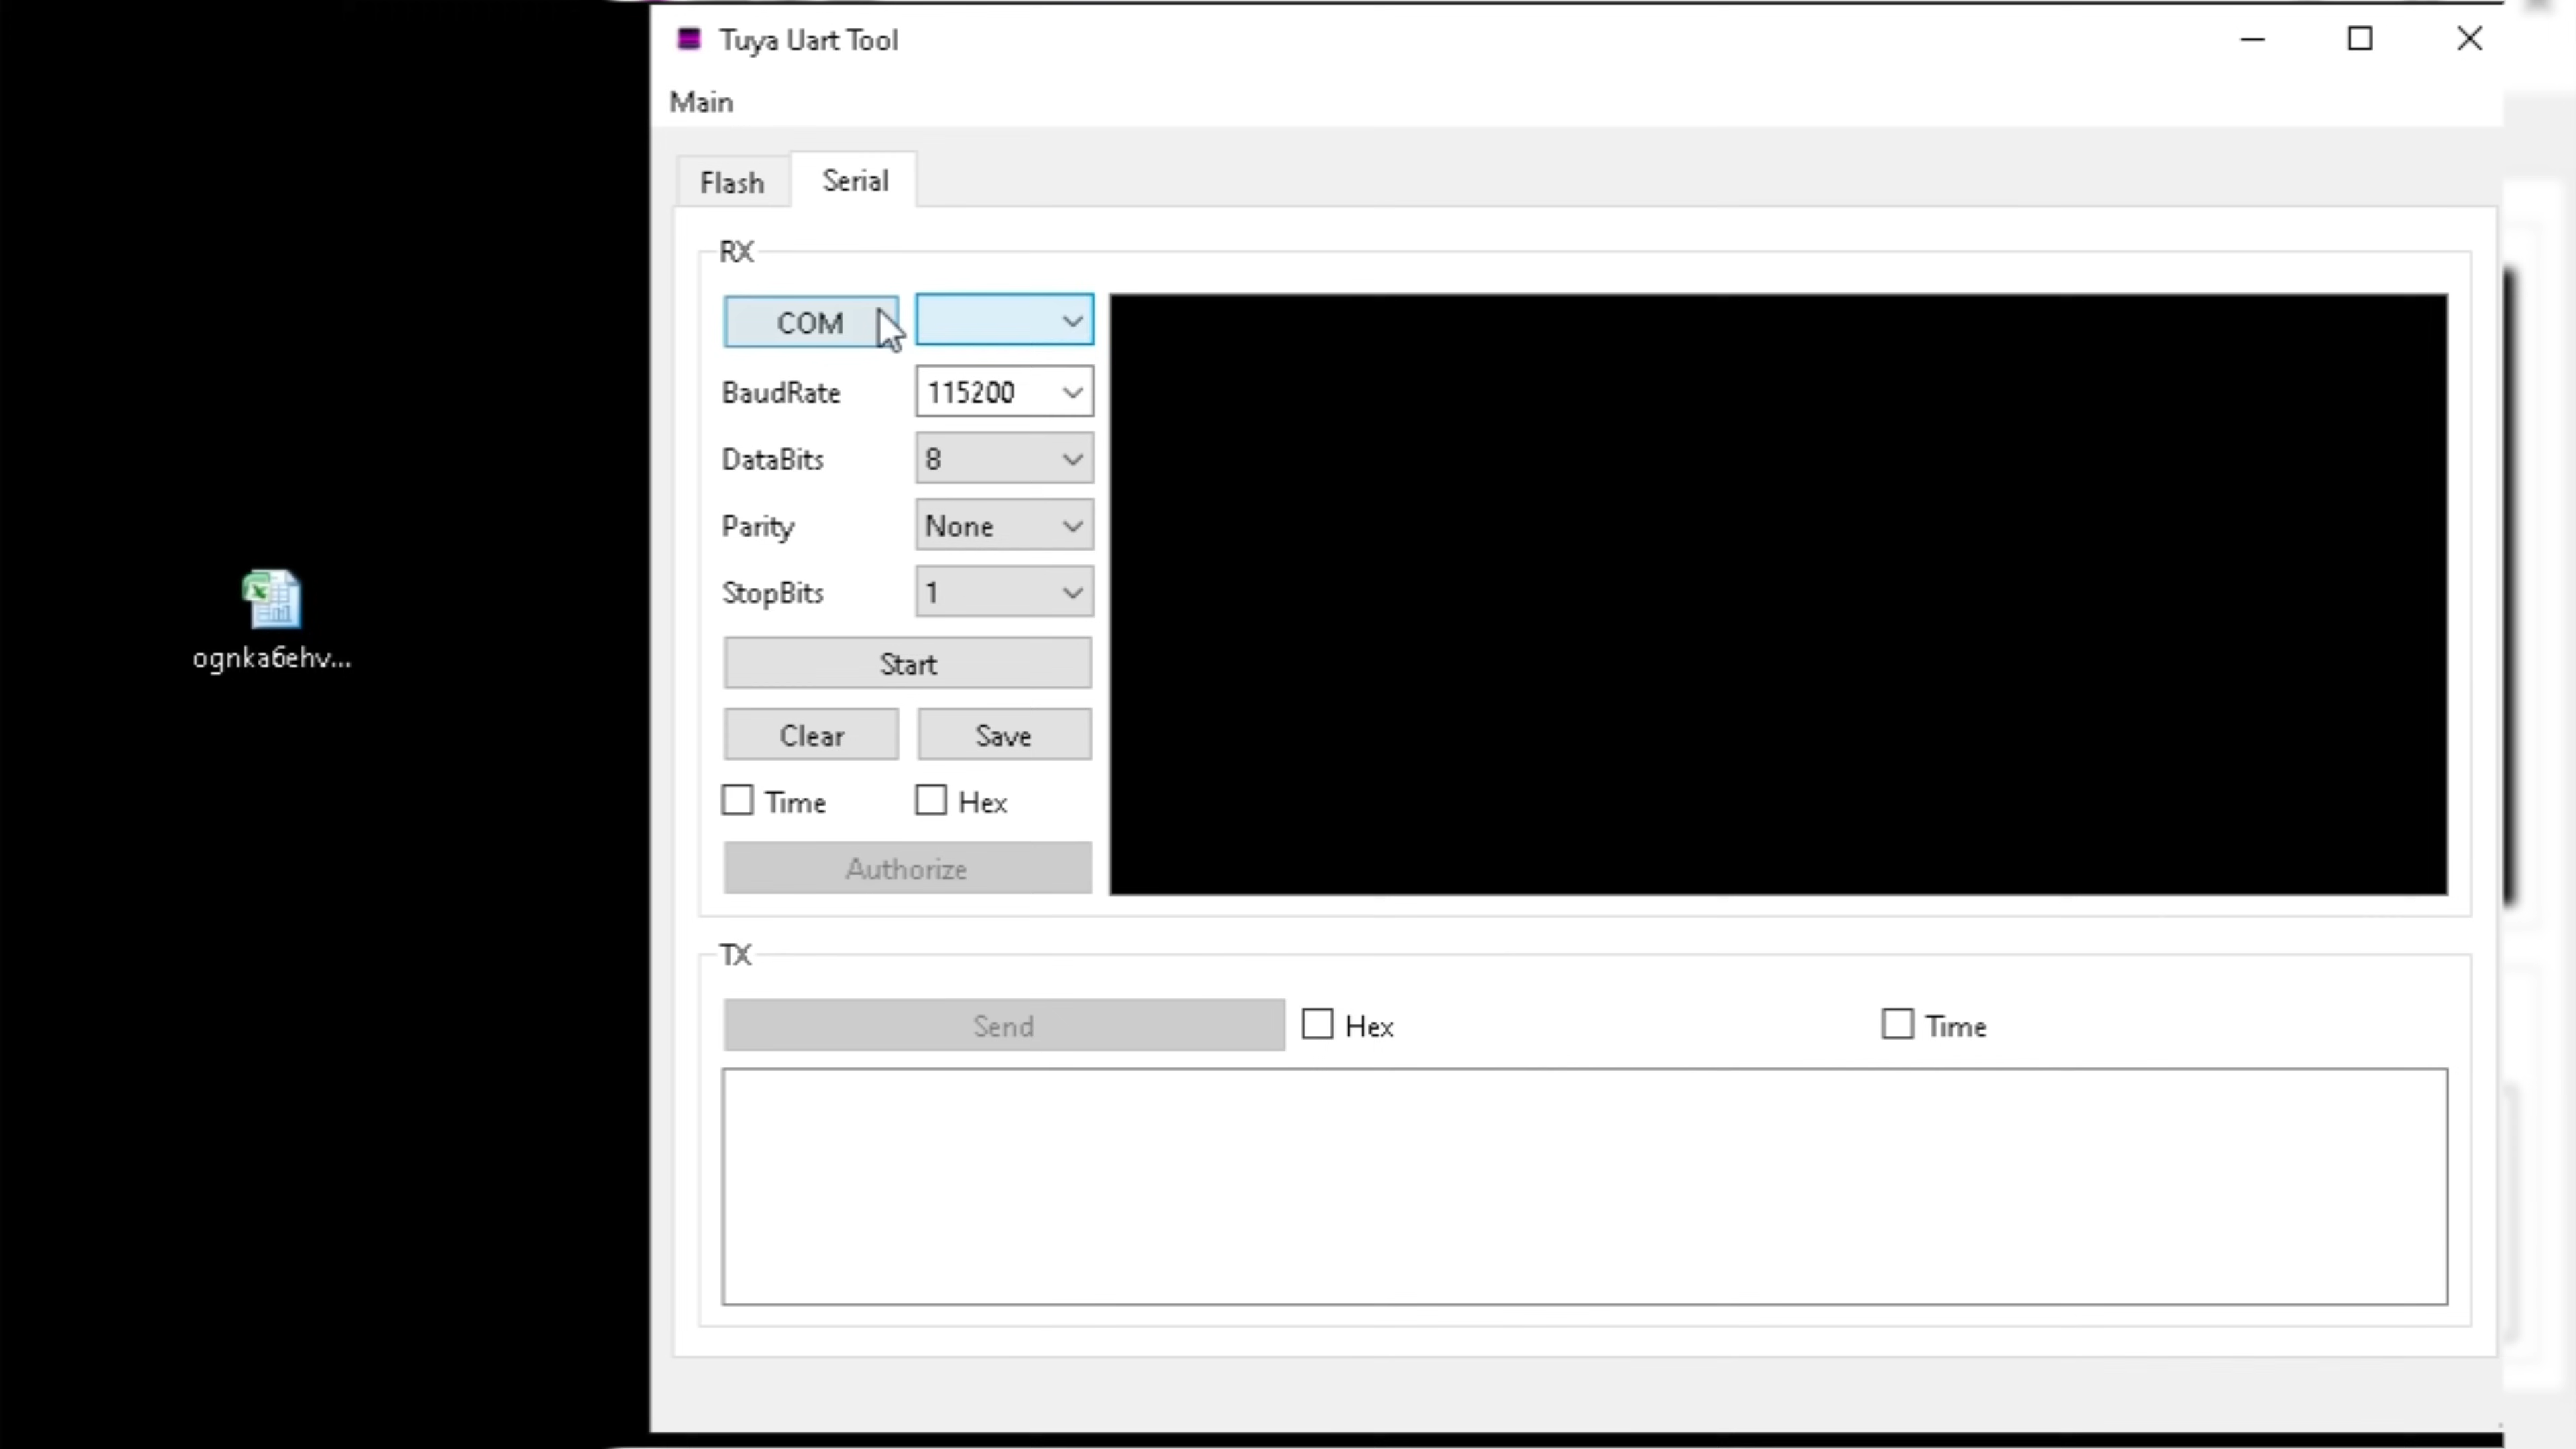 Tuya Uart Tool
Main
Flash
Serial
RX
COM
BaudRate
115200
DataBits
8
Parity
None
StopBits
1
Start
Clear
Save
Time
Hex
Authorize
ognka6ehv...
TX
Send
Hex
Time